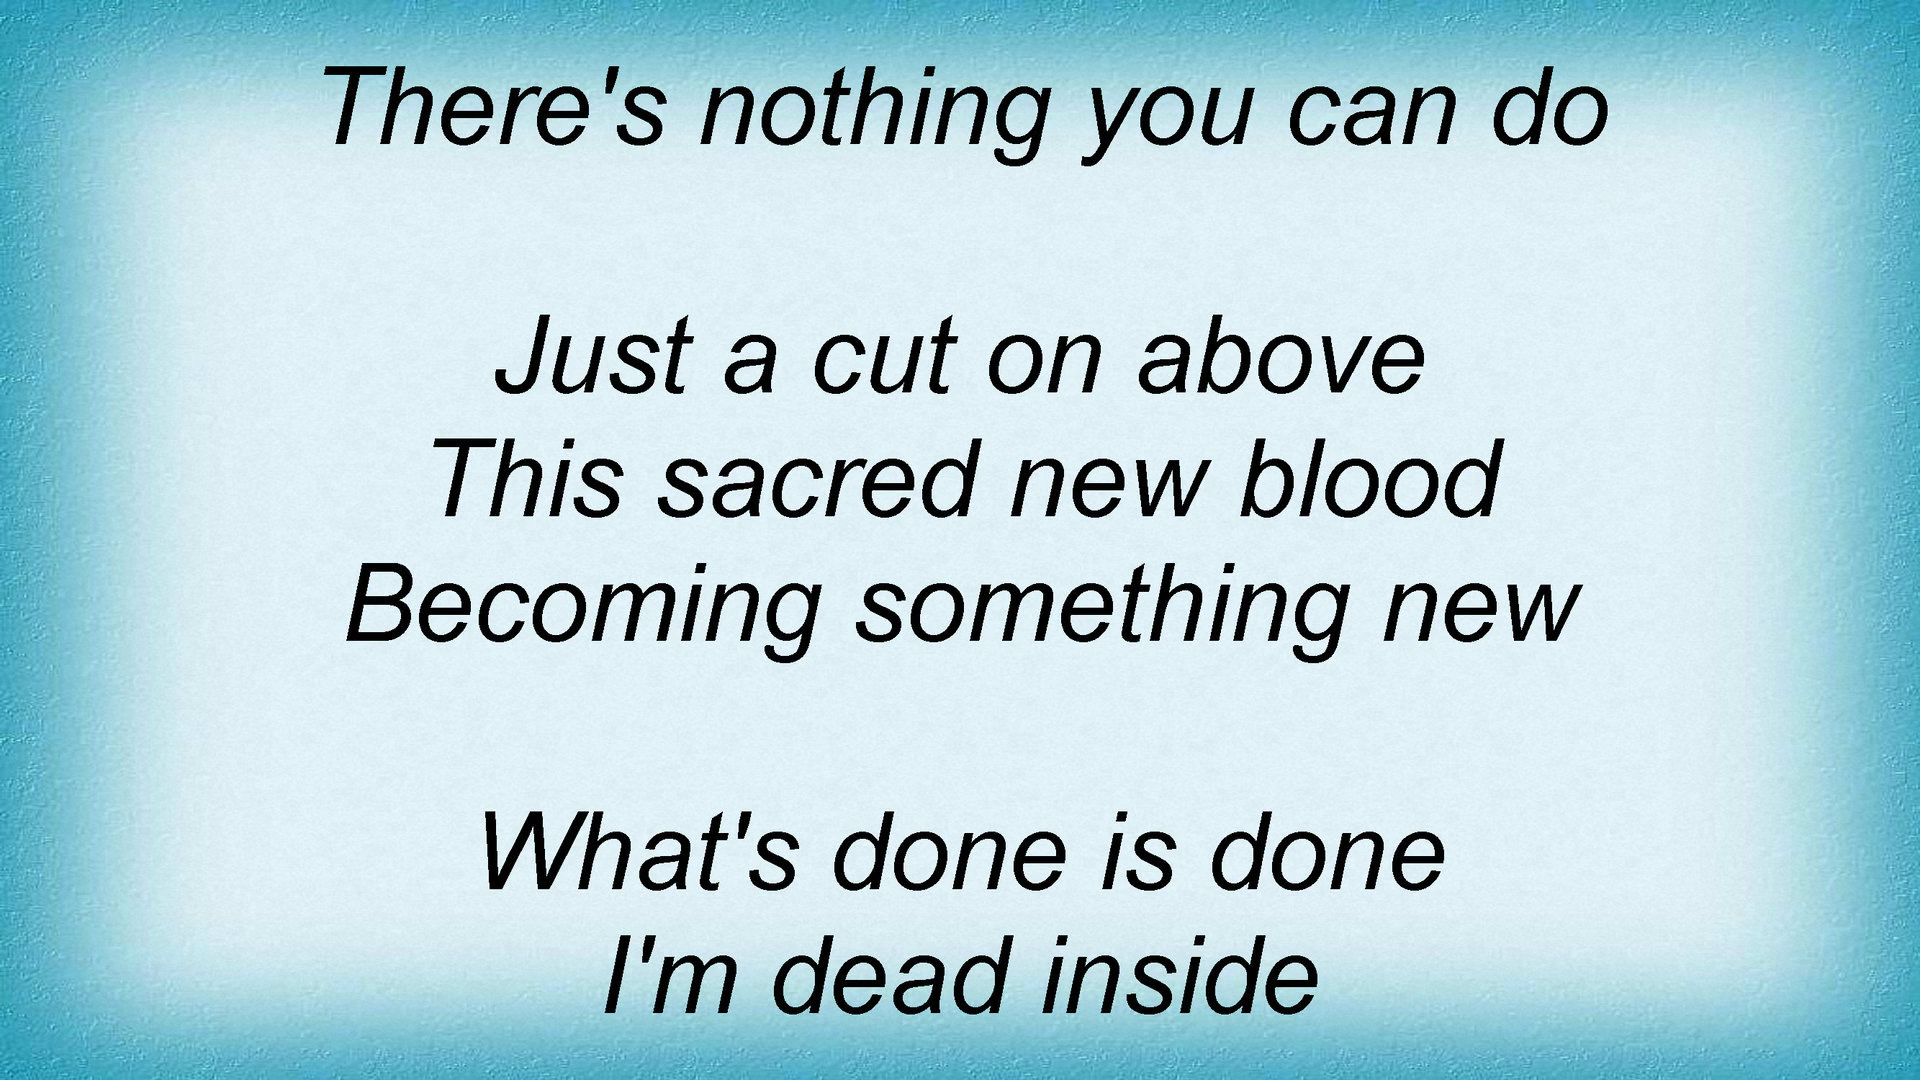 There's nothing you can do
Just a cut on above
This sacred new blood
Becoming something new
What's done is done
I'm dead inside